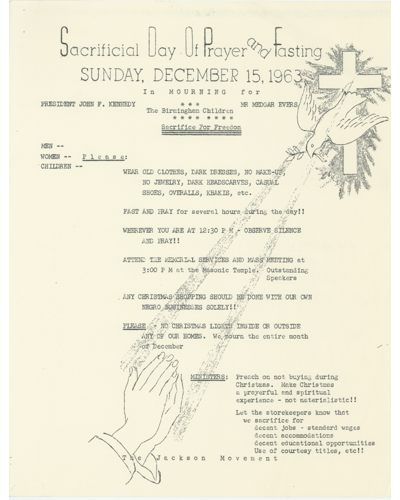 Sacrificial Day Of Prayer and Fasting
SUNDAY, DECEMBER 15, 1963
In MOURNING for
PRESIDENT JOHN F. KENNEDY *** MR MEDGAR EVERS
The Birmingham Children
**** ****
Sacrifice For Freedom
MEN --
WOMEN -- Please:
CHILDREN --
WEAR OLD CLOTHES, DARK DRESSES, NO MAKE-UP,
NO JEWELRY, DARK HEADSCARVES, CASUAL
SHOES, OVERALLS, KHAKIS, etc.
FAST AND PRAY for several hours during the day!!
WHEREVER YOU ARE AT 12:30 P M - OBSERVE SILENCE
AND PRAY!!
ATTEND THE MEMORIAL SERVICES AND MASS MEETING at
3:00 P M at the Masonic Temple. Outstanding
Speakers
ANY CHRISTMAS SHOPPING SHOULD BE DONE WITH OUR OWN
NEGRO BUSINESSES SOLELY!!
PLEASE - NO CHRISTMAS LIGHTS INSIDE OR OUTSIDE
ANY OF OUR HOMES. We mourn the entire month
of December
MINISTERS: Preach on not buying during
Christmas. Make Christmas
a prayerful and spiritual
experience - not materialistic!!
Let the storekeepers know that
we sacrifice for
decent jobs - standard wages
decent accommodations
decent educational opportunities
Use of courtesy titles, etc!!
The Jackson Movement